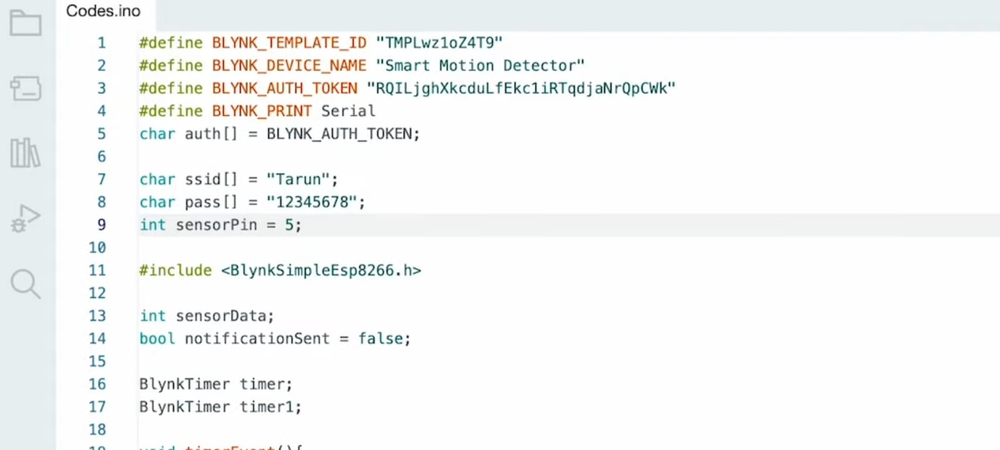 Codes.ino
1 #define BLYNK_TEMPLATE_ID "TMPLwz1oZ4T9"
2 #define BLYNK_DEVICE_NAME "Smart Motion Detector"
3 #define BLYNK_AUTH_TOKEN "RQILjghXkcduLfEkc1iRTqdjaNrQpCWk"
4 #define BLYNK_PRINT Serial
5 char auth[] = BLYNK_AUTH_TOKEN;
6
7 char ssid[] = "Tarun";
8 char pass[] = "12345678";
9 int sensorPin = 5;
10
11 #include <BlynkSimpleEsp8266.h>
12
13 int sensorData;
14 bool notificationSent = false;
15
16 BlynkTimer timer;
17 BlynkTimer timer1;
18
19 void timerEvent(){